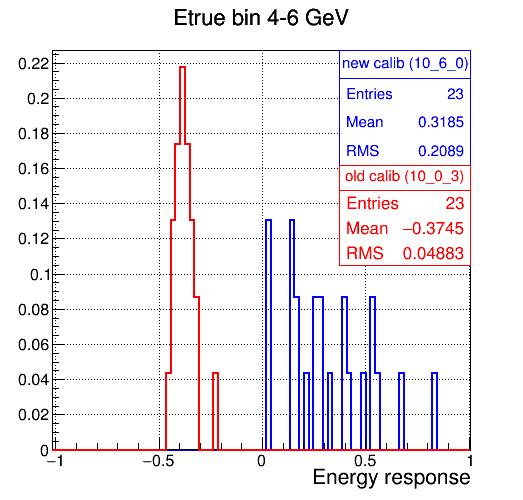 Etrue bin 4-6 GeV
new calib (10_6_0)
Entries 23
Mean 0.3185
RMS 0.2089
old calib (10_0_3)
Entries 23
Mean −0.3745
RMS 0.04883
0.22
0.2
0.18
0.16
0.14
0.12
0.1
0.08
0.06
0.04
0.02
0
−1 −0.5 0 0.5 1
Energy response